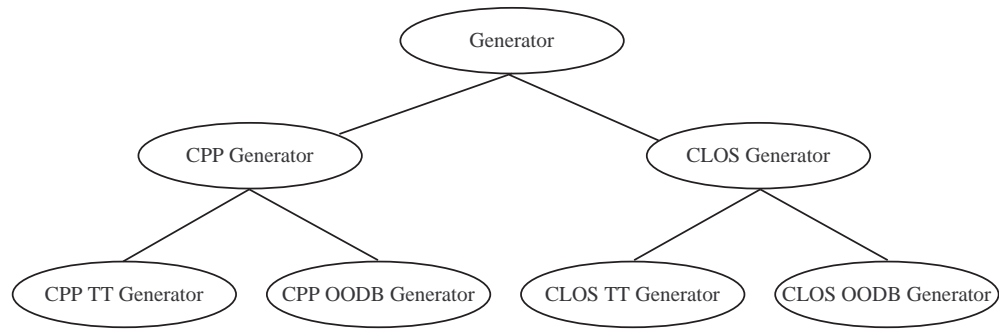 Generator
CPP Generator
CLOS Generator
CPP TT Generator
CPP OODB Generator
CLOS TT Generator
CLOS OODB Generator